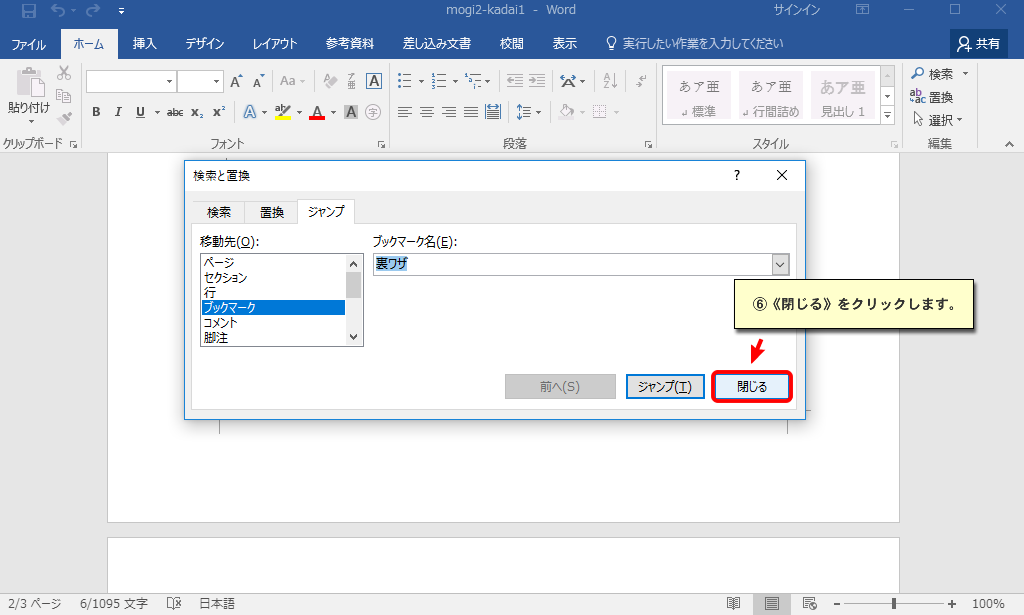 mogi2-kadai1 - Word
サインイン
ファイル
ホーム
挿入
デザイン
レイアウト
参考資料
差し込み文書
校閲
表示
実行したい作業を入力してください
共有
貼り付け
クリップボード
A A Aa A
B I U abc x₂ x² A A A 字
フォント
段落
あア亜
標準
あア亜
行間詰め
あア亜
見出し 1
スタイル
検索
置換
選択
編集
検索と置換
検索
置換
ジャンプ
移動先(O):
ページ
セクション
行
ブックマーク
コメント
脚注
ブックマーク名(E):
裏ワザ
⑥《閉じる》をクリックします。
前へ(S)
ジャンプ(T)
閉じる
2/3 ページ
6/1095 文字
日本語
100%